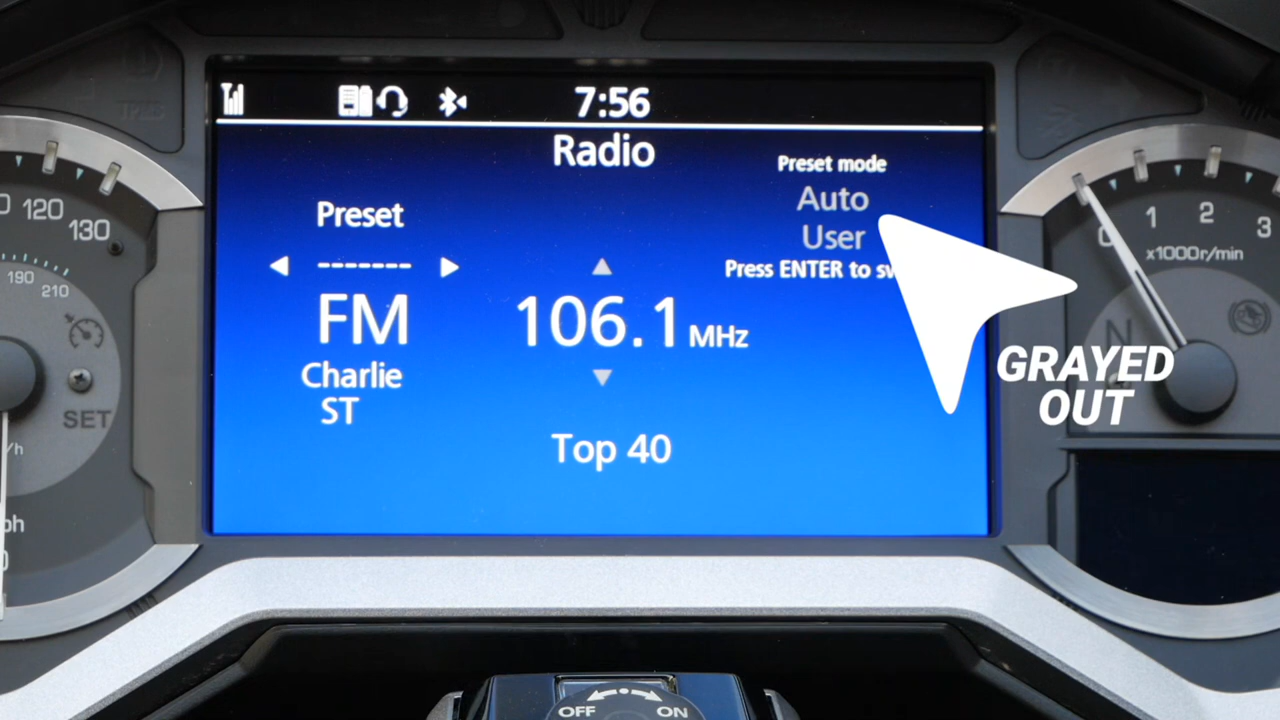 7:56
Radio
Preset mode
Auto
User
Press ENTER to sw
Preset
------
FM
106.1 MHz
Charlie
ST
Top 40
GRAYED
OUT
120
130
190
210
SET
0 1 2 3
x1000r/min
N
OFF ON